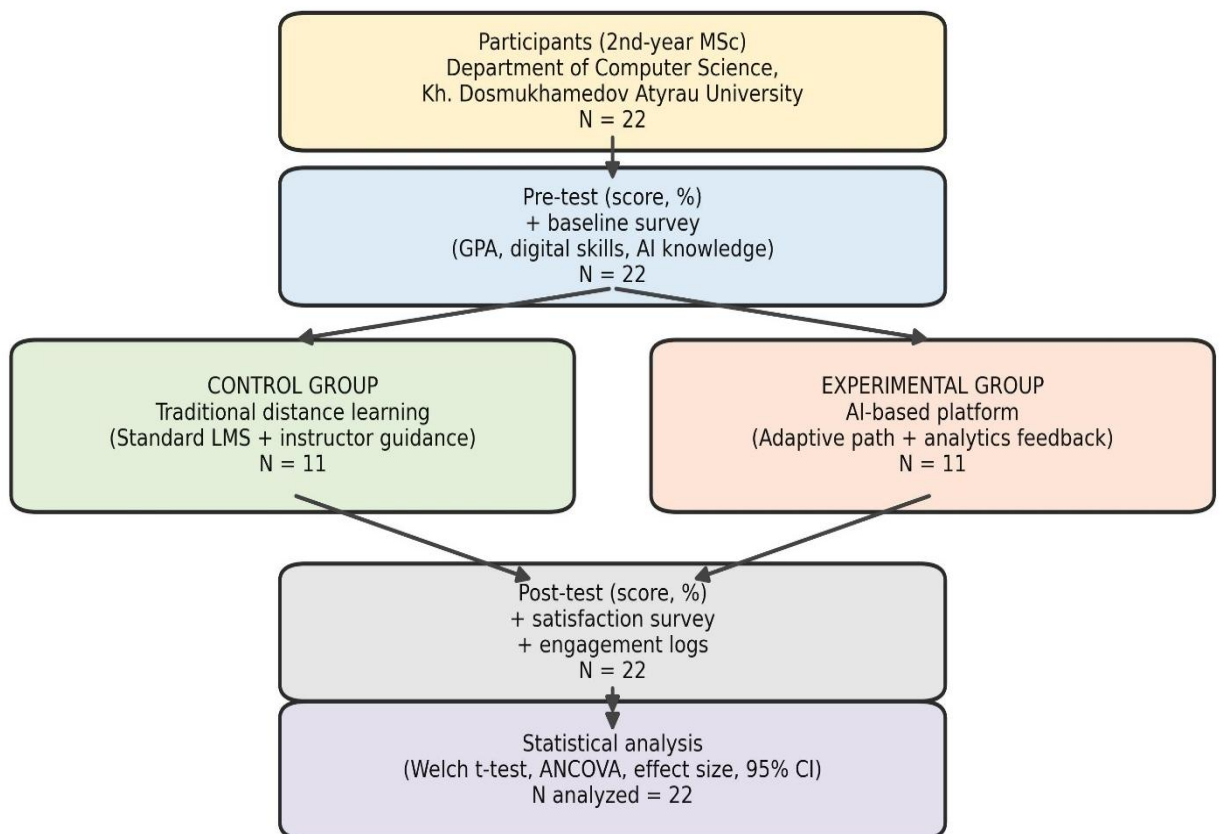 Participants (2nd-year MSc)
Department of Computer Science,
Kh. Dosmukhamedov Atyrau University
N = 22
Pre-test (score, %)
+ baseline survey
(GPA, digital skills, AI knowledge)
N = 22
CONTROL GROUP
Traditional distance learning
(Standard LMS + instructor guidance)
N = 11
EXPERIMENTAL GROUP
AI-based platform
(Adaptive path + analytics feedback)
N = 11
Post-test (score, %)
+ satisfaction survey
+ engagement logs
N = 22
Statistical analysis
(Welch t-test, ANCOVA, effect size, 95% CI)
N analyzed = 22